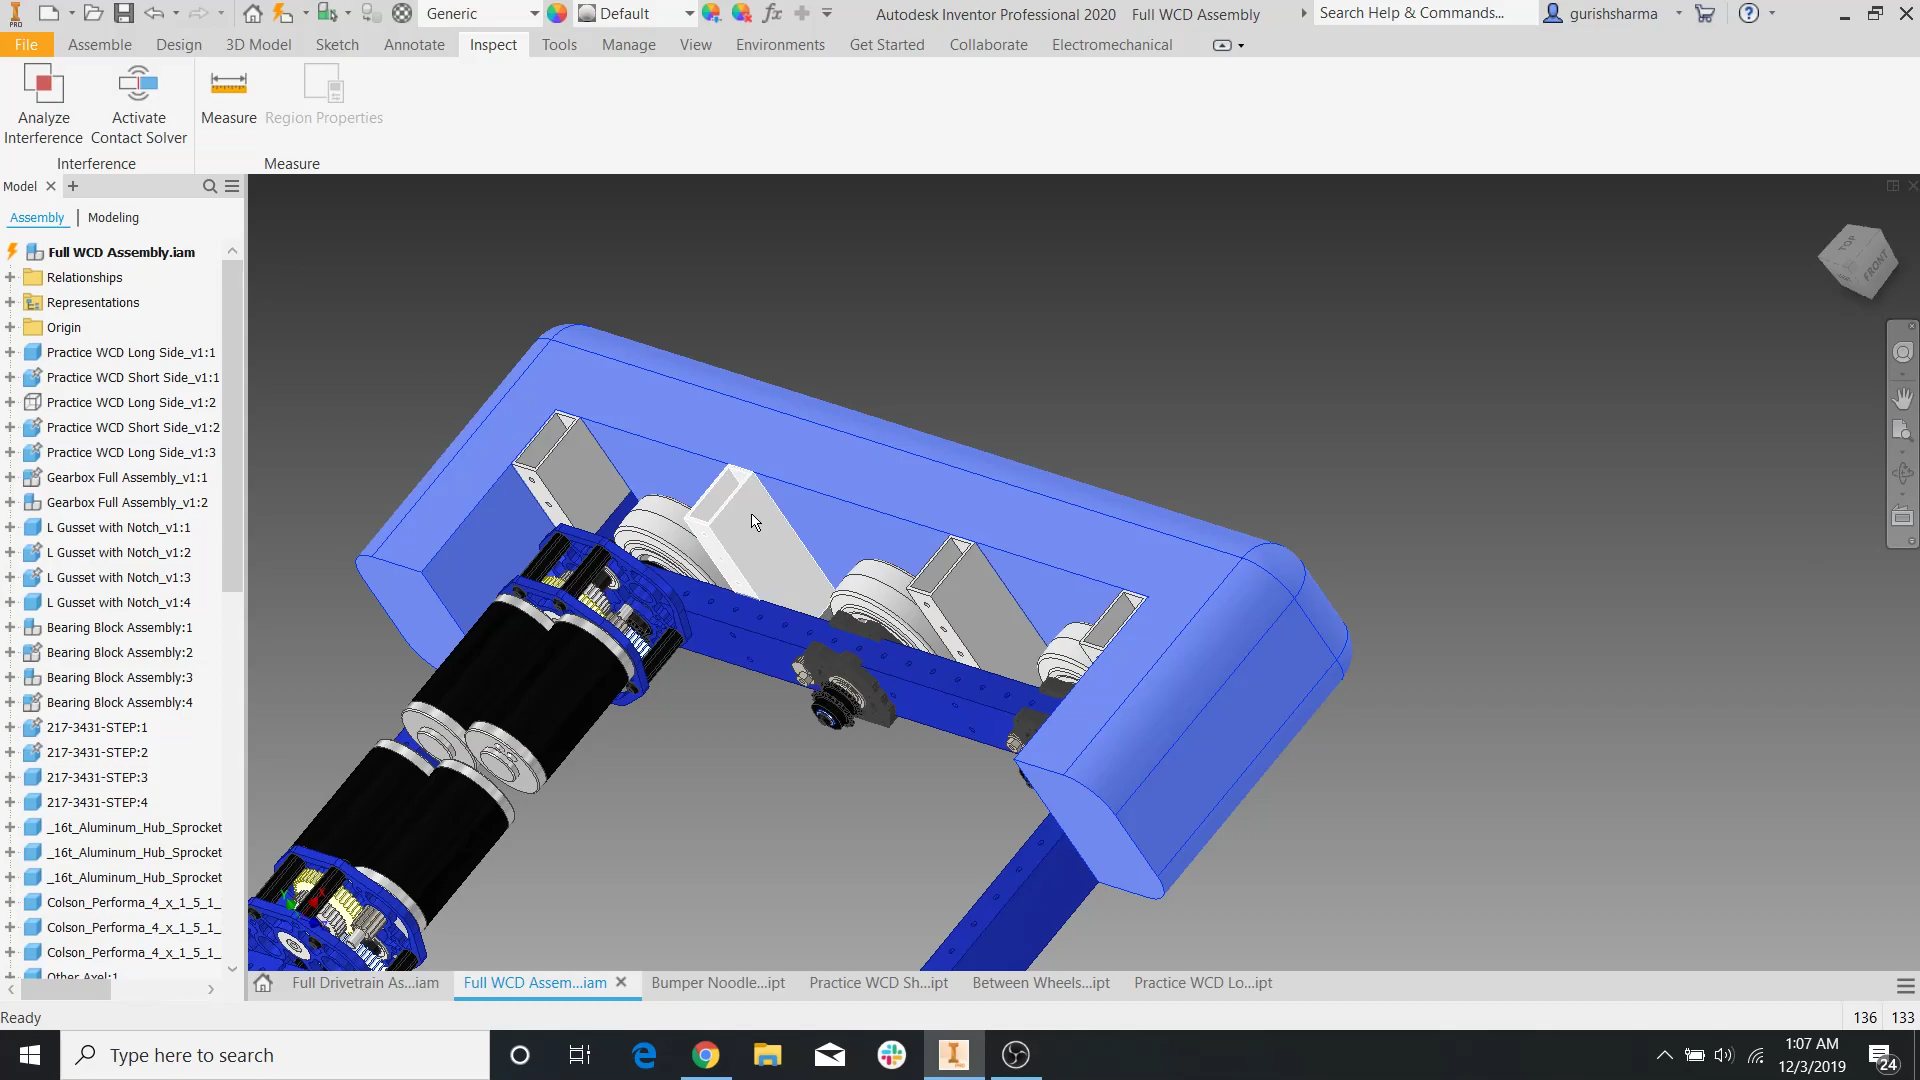 PRO
Generic
Default
fx
Autodesk Inventor Professional 2020 Full WCD Assembly
Search Help & Commands...
gurishsharma
File
Assemble
Design
3D Model
Sketch
Annotate
Inspect
Tools
Manage
View
Environments
Get Started
Collaborate
Electromechanical
Analyze
Interference
Activate
Contact Solver
Measure
Region Properties
Interference
Measure
Model
Assembly | Modeling
Full WCD Assembly.iam
Relationships
Representations
Origin
Practice WCD Long Side_v1:1
Practice WCD Short Side_v1:1
Practice WCD Long Side_v1:2
Practice WCD Short Side_v1:2
Practice WCD Long Side_v1:3
Gearbox Full Assembly_v1:1
Gearbox Full Assembly_v1:2
L Gusset with Notch_v1:1
L Gusset with Notch_v1:2
L Gusset with Notch_v1:3
L Gusset with Notch_v1:4
Bearing Block Assembly:1
Bearing Block Assembly:2
Bearing Block Assembly:3
Bearing Block Assembly:4
217-3431-STEP:1
217-3431-STEP:2
217-3431-STEP:3
217-3431-STEP:4
_16t_Aluminum_Hub_Sprocket
_16t_Aluminum_Hub_Sprocket
_16t_Aluminum_Hub_Sprocket
Colson_Performa_4_x_1_5_1_
Colson_Performa_4_x_1_5_1_
Colson_Performa_4_x_1_5_1_
Other Axel:1
TOP
FRONT
Full Drivetrain As...iam
Full WCD Assem...iam
Bumper Noodle...ipt
Practice WCD Sh...ipt
Between Wheels...ipt
Practice WCD Lo...ipt
Ready
136 133
Type here to search
1:07 AM
12/3/2019
24